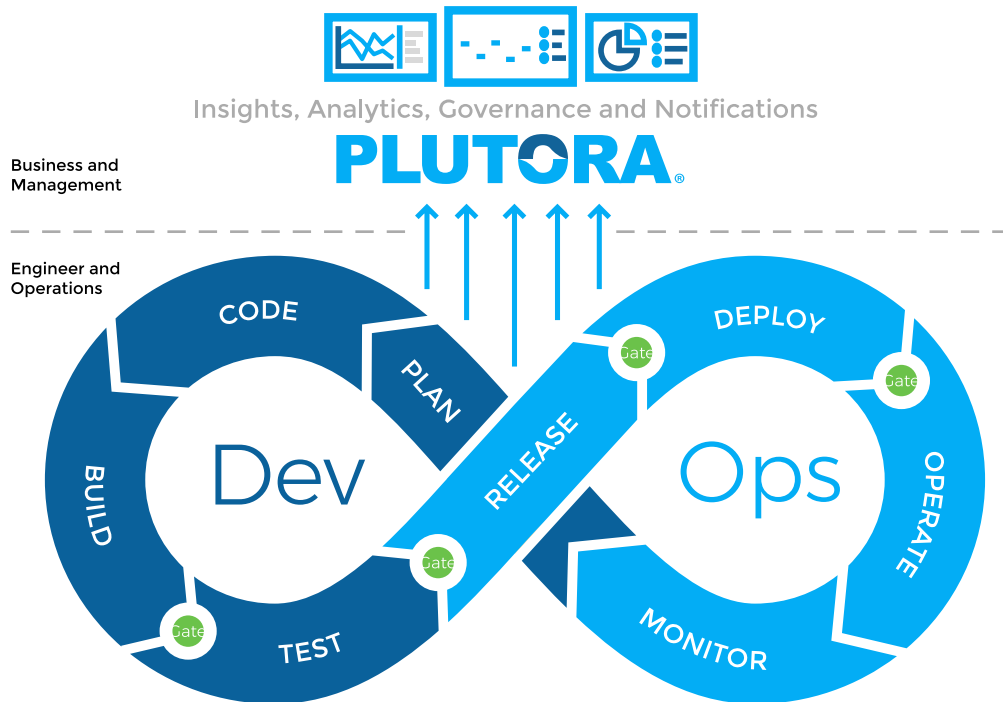 Insights, Analytics, Governance and Notifications
PLUTORA®
Business and
Management
Engineer and
Operations
CODE
PLAN
BUILD
TEST
RELEASE
DEPLOY
OPERATE
MONITOR
Dev
Ops
Gate
Gate
Gate
Gate